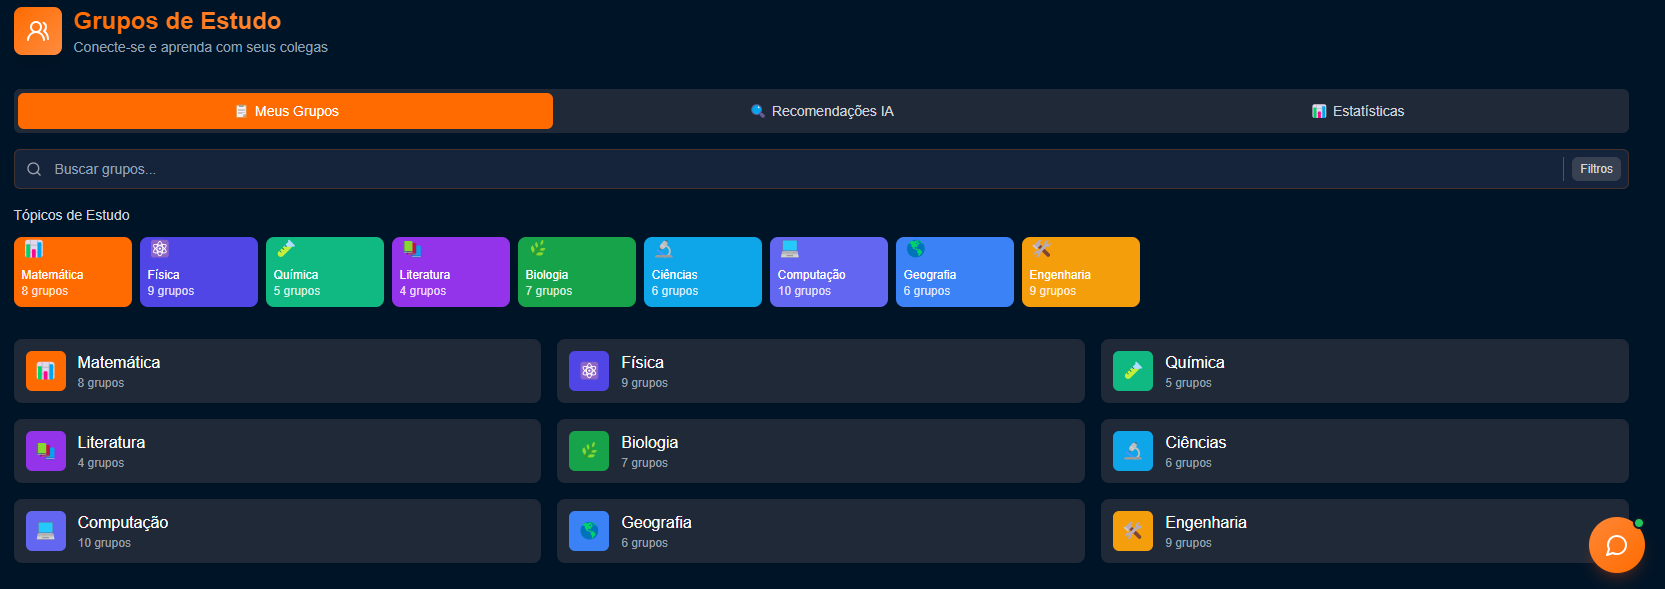 Grupos de Estudo
Conecte-se e aprenda com seus colegas
Meus Grupos
Recomendações IA
Estatísticas
Buscar grupos...
Filtros
Tópicos de Estudo
Matemática
8 grupos
Física
9 grupos
Química
5 grupos
Literatura
4 grupos
Biologia
7 grupos
Ciências
6 grupos
Computação
10 grupos
Geografia
6 grupos
Engenharia
9 grupos
Matemática
8 grupos
Física
9 grupos
Química
5 grupos
Literatura
4 grupos
Biologia
7 grupos
Ciências
6 grupos
Computação
10 grupos
Geografia
6 grupos
Engenharia
9 grupos